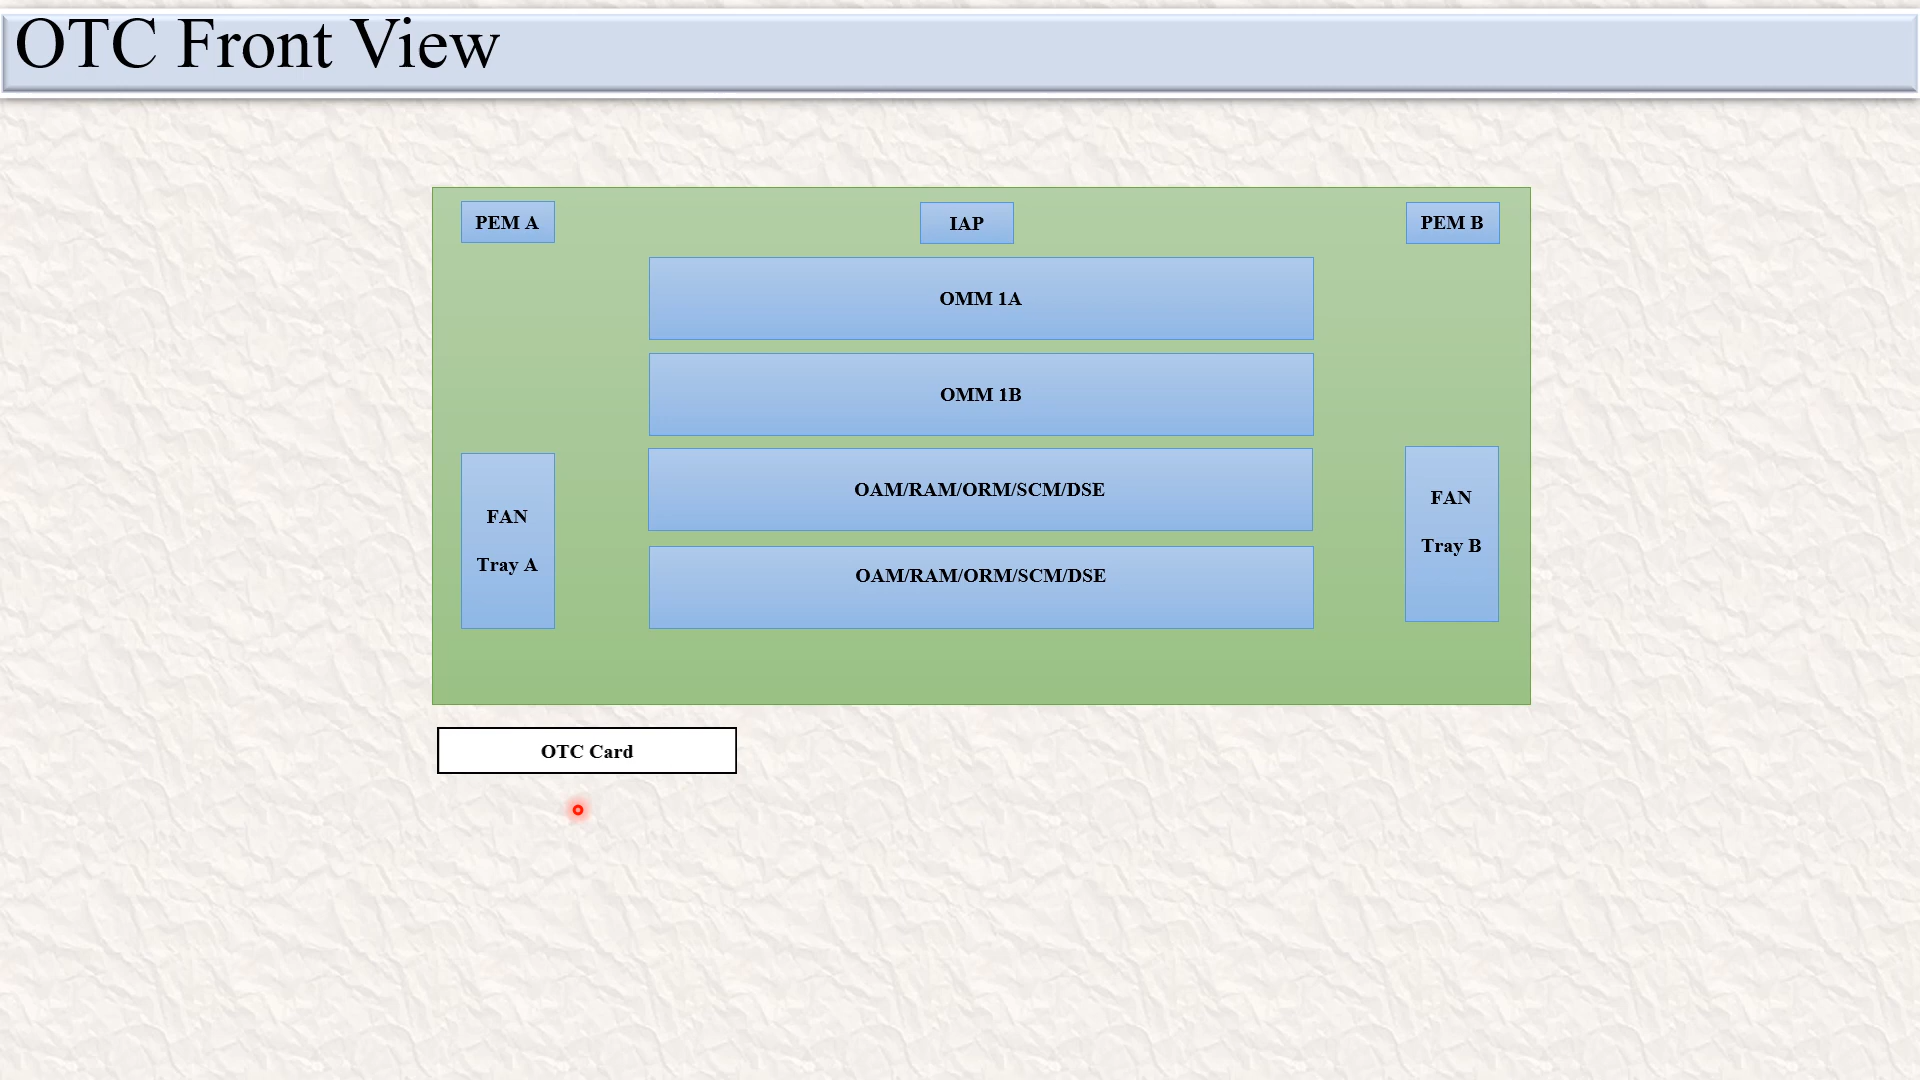 OTC Front View
PEM A
IAP
PEM B
OMM 1A
OMM 1B
OAM/RAM/ORM/SCM/DSE
OAM/RAM/ORM/SCM/DSE
FAN
Tray A
FAN
Tray B
OTC Card